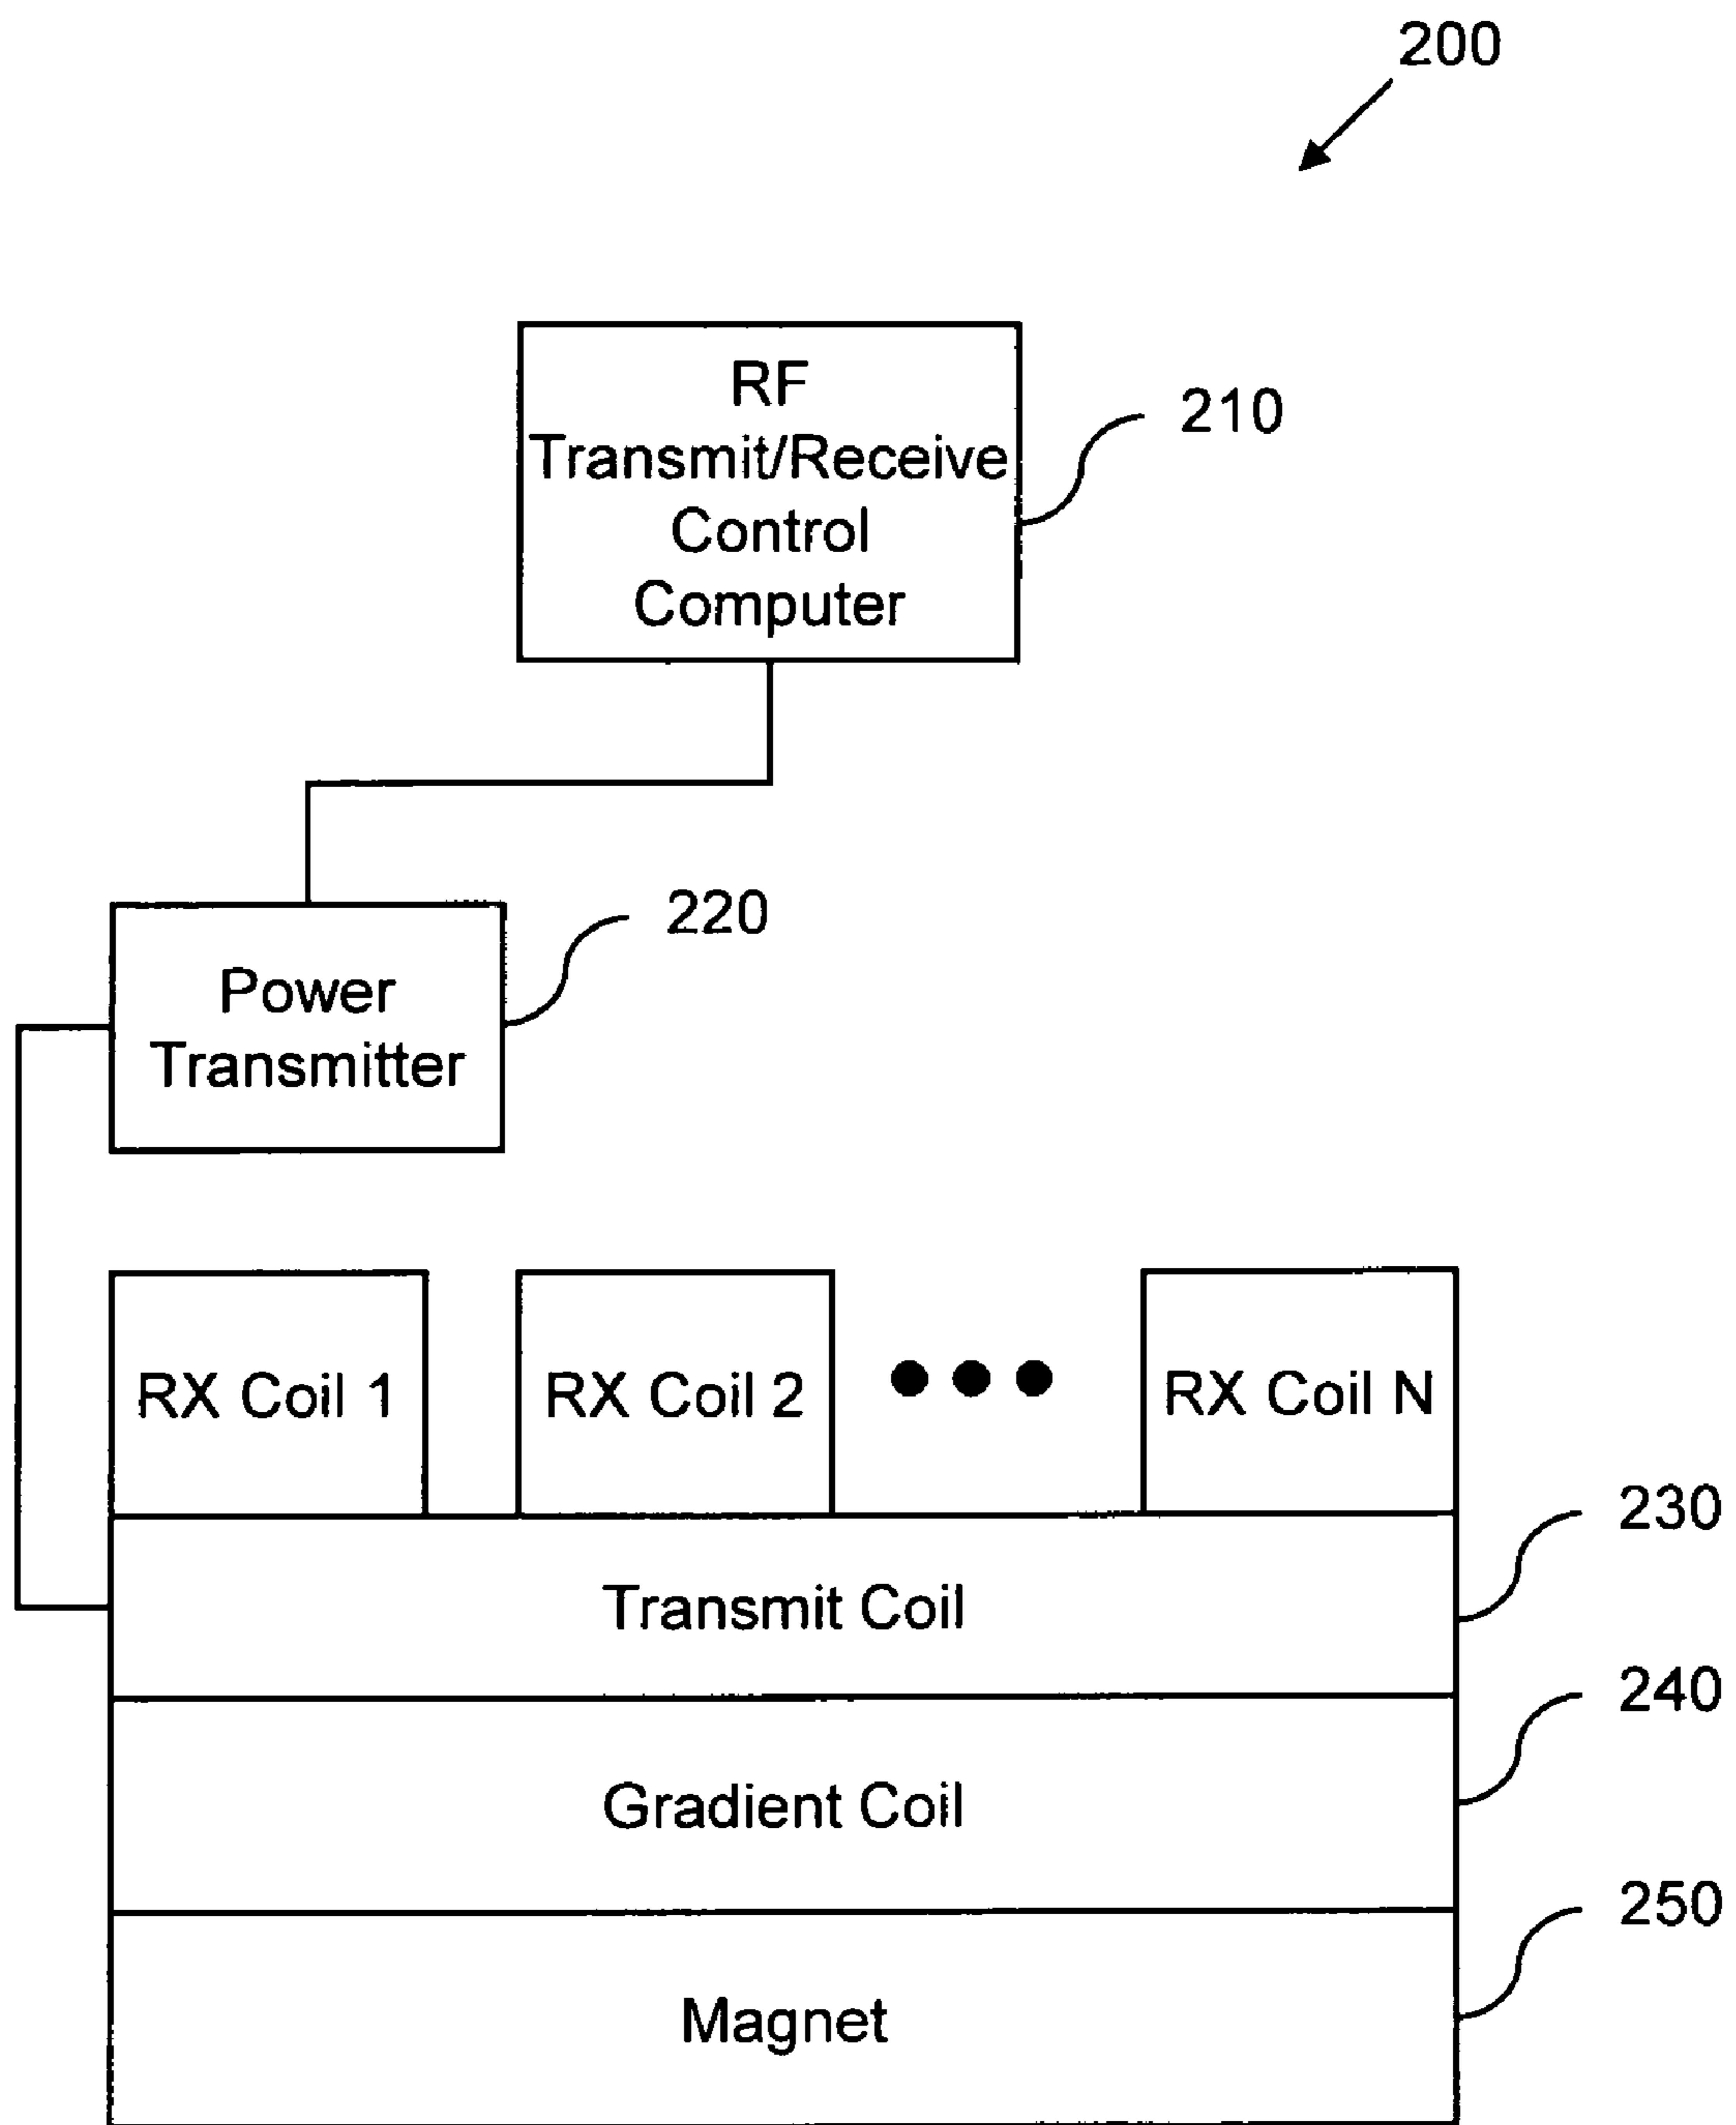 200
RF
Transmit/Receive
Control
Computer
210
Power
Transmitter
220
RX Coil 1
RX Coil 2
RX Coil N
230
Transmit Coil
240
Gradient Coil
250
Magnet